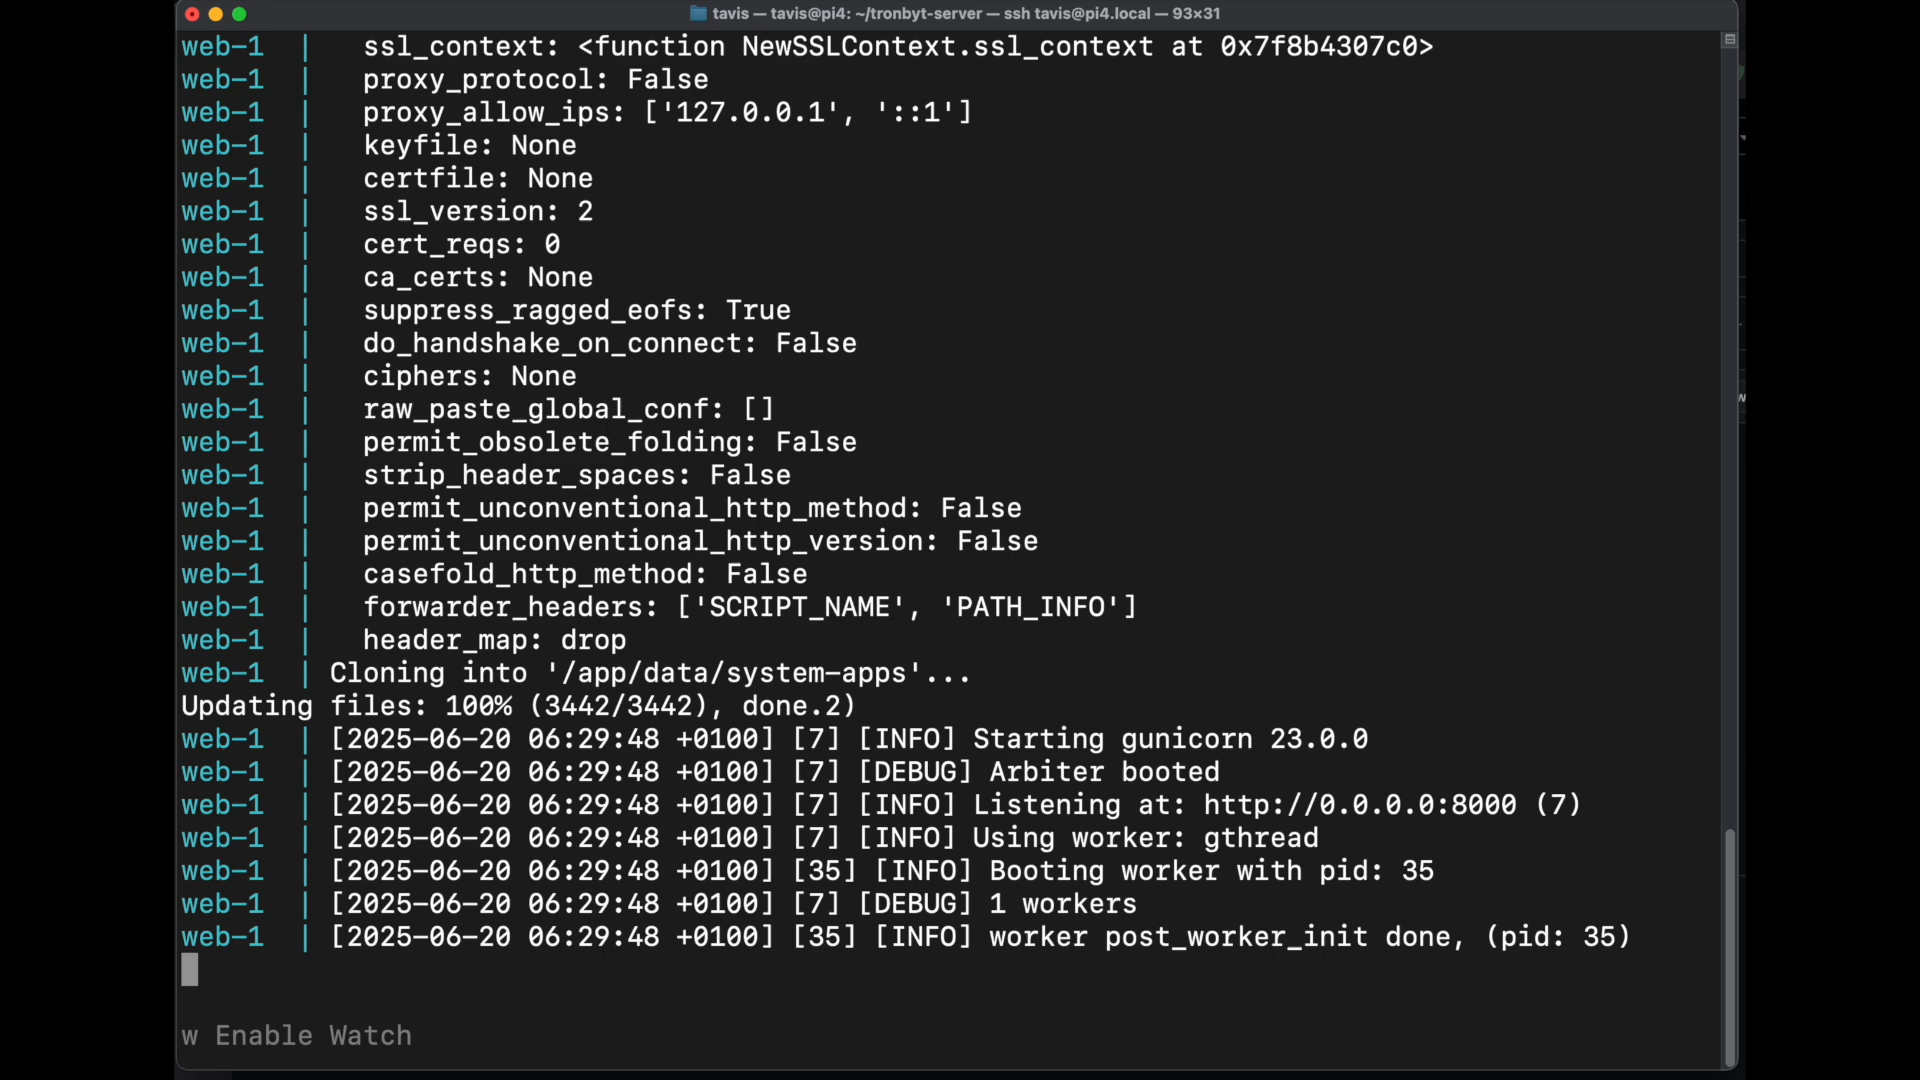 tavis — tavis@pi4: ~/tronbyt-server — ssh tavis@pi4.local — 93×31
web-1  |   ssl_context: <function NewSSLContext.ssl_context at 0x7f8b4307c0>
web-1  |   proxy_protocol: False
web-1  |   proxy_allow_ips: ['127.0.0.1', '::1']
web-1  |   keyfile: None
web-1  |   certfile: None
web-1  |   ssl_version: 2
web-1  |   cert_reqs: 0
web-1  |   ca_certs: None
web-1  |   suppress_ragged_eofs: True
web-1  |   do_handshake_on_connect: False
web-1  |   ciphers: None
web-1  |   raw_paste_global_conf: []
web-1  |   permit_obsolete_folding: False
web-1  |   strip_header_spaces: False
web-1  |   permit_unconventional_http_method: False
web-1  |   permit_unconventional_http_version: False
web-1  |   casefold_http_method: False
web-1  |   forwarder_headers: ['SCRIPT_NAME', 'PATH_INFO']
web-1  |   header_map: drop
web-1  | Cloning into '/app/data/system-apps'...
Updating files: 100% (3442/3442), done.2)
web-1  | [2025-06-20 06:29:48 +0100] [7] [INFO] Starting gunicorn 23.0.0
web-1  | [2025-06-20 06:29:48 +0100] [7] [DEBUG] Arbiter booted
web-1  | [2025-06-20 06:29:48 +0100] [7] [INFO] Listening at: http://0.0.0.0:8000 (7)
web-1  | [2025-06-20 06:29:48 +0100] [7] [INFO] Using worker: gthread
web-1  | [2025-06-20 06:29:48 +0100] [35] [INFO] Booting worker with pid: 35
web-1  | [2025-06-20 06:29:48 +0100] [7] [DEBUG] 1 workers
web-1  | [2025-06-20 06:29:48 +0100] [35] [INFO] worker post_worker_init done, (pid: 35)
w Enable Watch